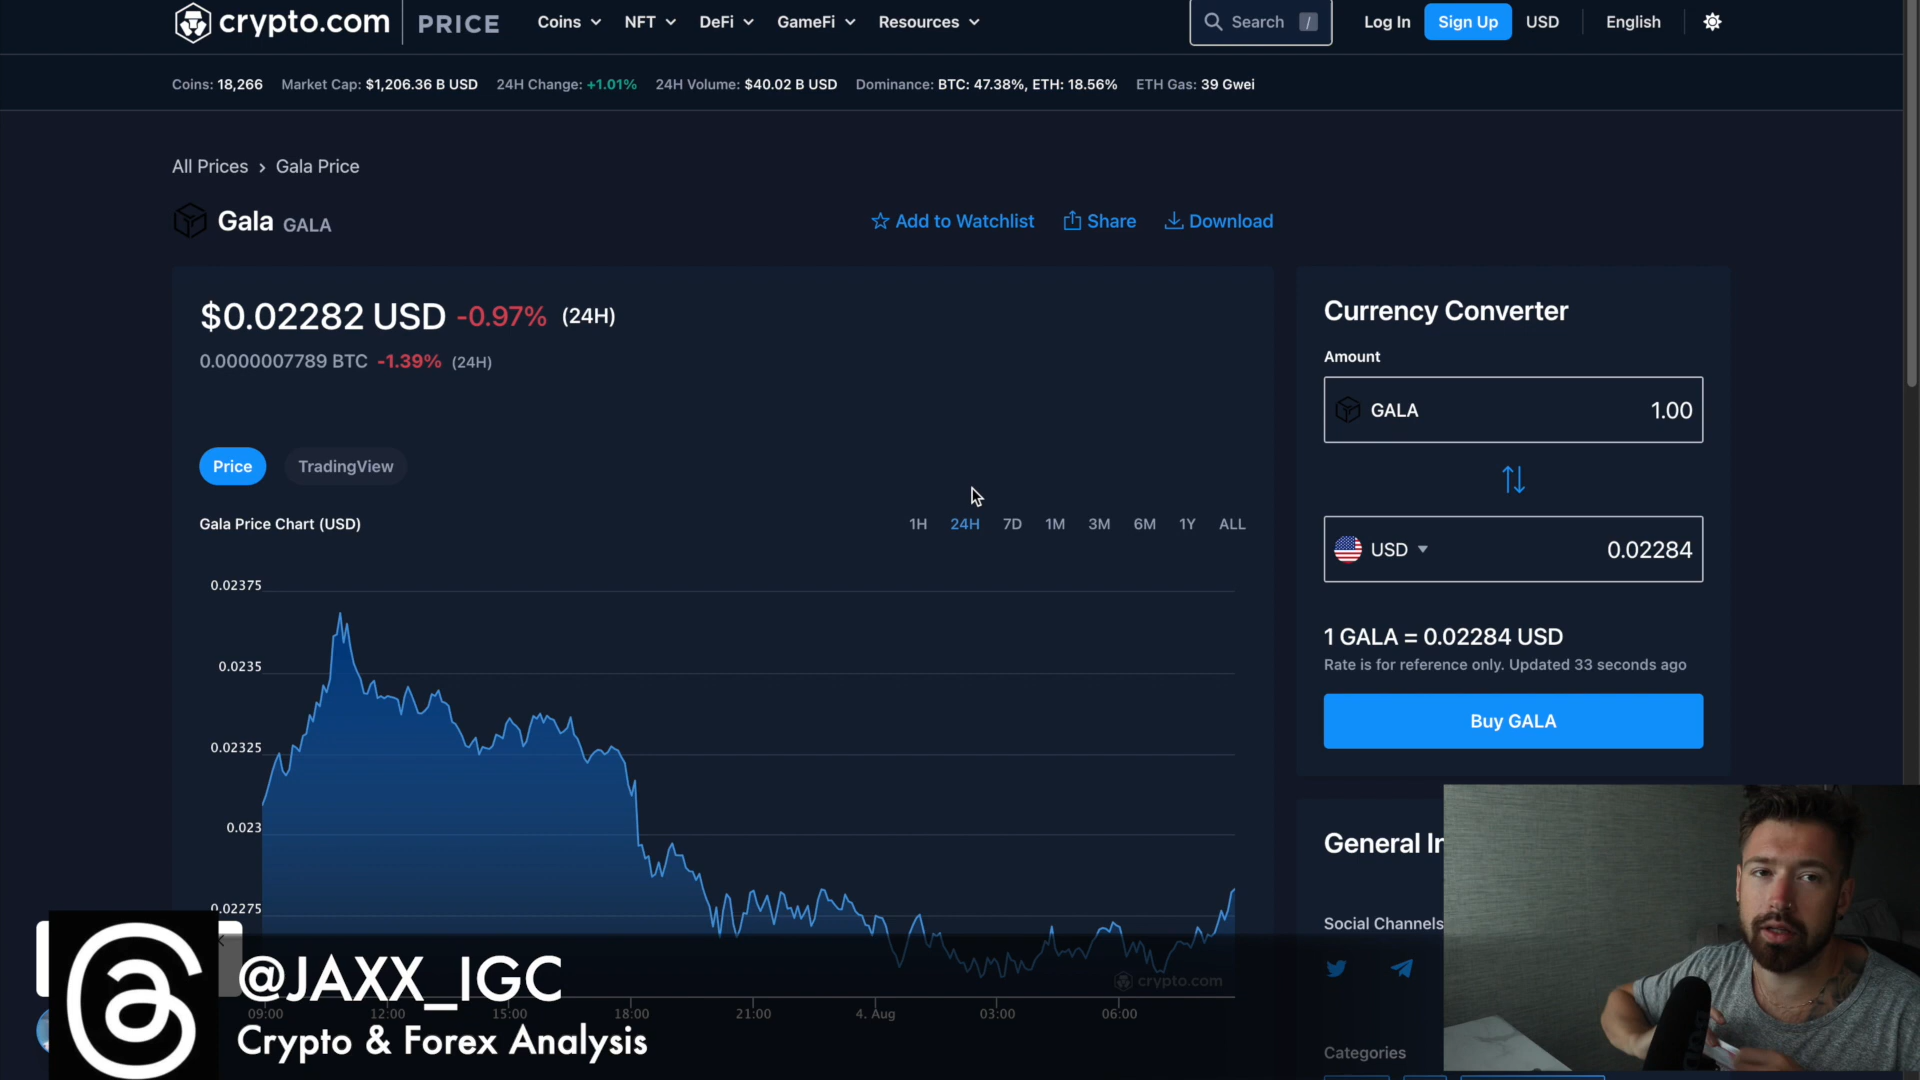 crypto.com | PRICE
Coins NFT DeFi GameFi Resources
Search /
Log In Sign Up USD English
Coins: 18,266 Market Cap: $1,206.36 B USD 24H Change: +1.01% 24H Volume: $40.02 B USD Dominance: BTC: 47.38%, ETH: 18.56% ETH Gas: 39 Gwei
All Prices > Gala Price
Gala GALA
Add to Watchlist Share Download
$0.02282 USD -0.97% (24H)
0.0000007789 BTC -1.39% (24H)
Price TradingView
Gala Price Chart (USD)
1H 24H 7D 1M 3M 6M 1Y ALL
0.02375
0.0235
0.02325
0.023
0.02275
crypto.com
09:00 12:00 15:00 18:00 21:00 4. Aug 03:00 06:00
Currency Converter
Amount
GALA 1.00
USD 0.02284
1 GALA = 0.02284 USD
Rate is for reference only. Updated 33 seconds ago
Buy GALA
General In
Social Channels
Categories
@JAXX_IGC
Crypto & Forex Analysis